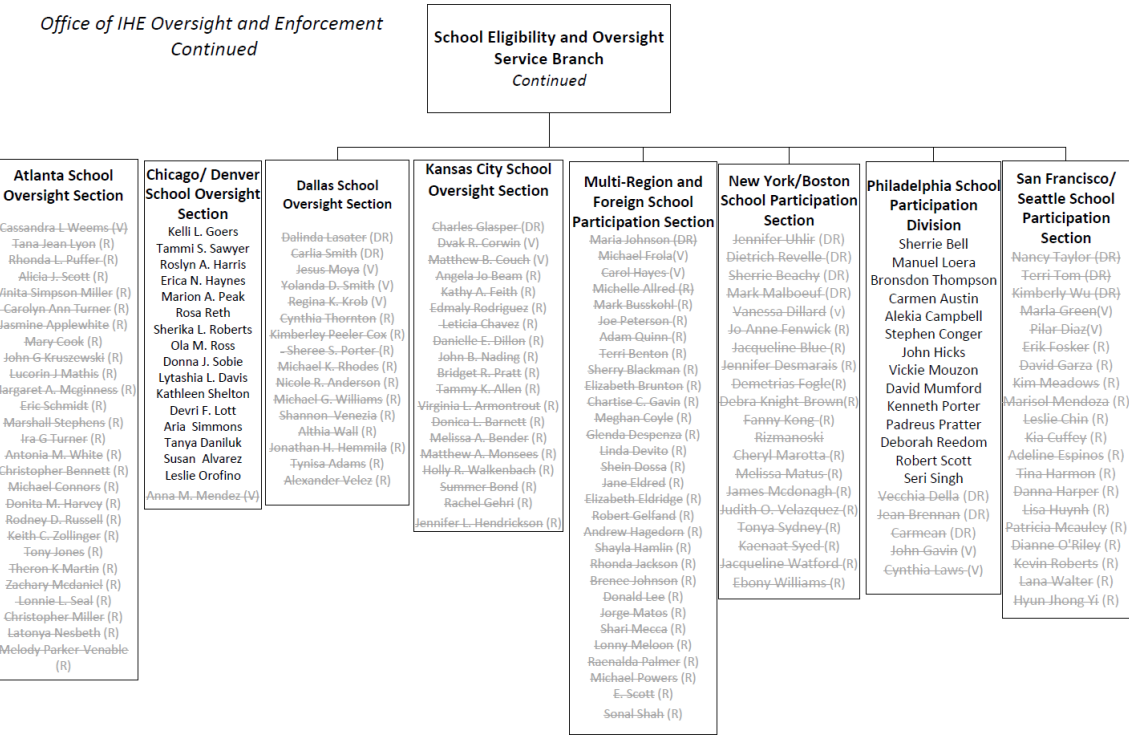 Office of IHE Oversight and Enforcement
Continued
School Eligibility and Oversight
Service Branch
Continued
Atlanta School
Oversight Section
Cassandra L Weems (V)
Tana Jean Lyon (R)
Rhonda L. Puffer (R)
Alicia J. Scott (R)
Vinita Simpson Miller (R)
Carolyn Ann Turner (R)
Jasmine Applewhite (R)
Mary Cook (R)
John G Kruszewski (R)
Lucorin J Mathis (R)
Margaret A. Mcginness (R)
Eric Schmidt (R)
Marshall Stephens (R)
Ira G Turner (R)
Antonia M. White (R)
Christopher Bennett (R)
Michael Connors (R)
Donita M. Harvey (R)
Rodney D. Russell (R)
Keith C. Zollinger (R)
Tony Jones (R)
Theron K Martin (R)
Zachary Mcdaniel (R)
Lonnie L. Seal (R)
Christopher Miller (R)
Latonya Nesbeth (R)
Melody Parker-Venable
(R)
Chicago/ Denver
School Oversight
Section
Kelli L. Goers
Tammi S. Sawyer
Roslyn A. Harris
Erica N. Haynes
Marion A. Peak
Rosa Reth
Sherika L. Roberts
Ola M. Ross
Donna J. Sobie
Lytashia L. Davis
Kathleen Shelton
Devri F. Lott
Aria Simmons
Tanya Daniluk
Susan Alvarez
Leslie Orofino
Anna M. Mendez (V)
Dallas School
Oversight Section
Dalinda Lasater (DR)
Carlia Smith (DR)
Jesus Moya (V)
Yolanda D. Smith (V)
Regina K. Krob (V)
Cynthia Thornton (R)
Kimberley Peeler Cox (R)
Sheree S. Porter (R)
Michael K. Rhodes (R)
Nicole R. Anderson (R)
Michael G. Williams (R)
Shannon Venezia (R)
Althia Wall (R)
Jonathan H. Hemmila (R)
Tynisa Adams (R)
Alexander Velez (R)
Kansas City School
Oversight Section
Charles Glasper (DR)
Dvak R. Corwin (V)
Matthew B. Couch (V)
Angela Jo Beam (R)
Kathy A. Feith (R)
Edmaly Rodriguez (R)
Leticia Chavez (R)
Danielle E. Dillon (R)
John B. Nading (R)
Bridget R. Pratt (R)
Tammy K. Allen (R)
Virginia L. Armontrout (R)
Donica L. Barnett (R)
Melissa A. Bender (R)
Matthew A. Monsees (R)
Holly R. Walkenbach (R)
Summer Bond (R)
Rachel Gehri (R)
Jennifer L. Hendrickson (R)
Multi-Region and
Foreign School
Participation Section
Maria Johnson (DR)
Michael Frola(V)
Carol Hayes (V)
Michelle Allred (R)
Mark Busskohl (R)
Joe Peterson (R)
Adam Quinn (R)
Terri Benton (R)
Sherry Blackman (R)
Elizabeth Brunton (R)
Chartise C. Gavin (R)
Meghan Coyle (R)
Glenda Despenza (R)
Linda Devito (R)
Shein Dossa (R)
Jane Eldred (R)
Elizabeth Eldridge (R)
Robert Gelfand (R)
Andrew Hagedorn (R)
Shayla Hamlin (R)
Rhonda Jackson (R)
Brenee Johnson (R)
Donald Lee (R)
Jorge Matos (R)
Shari Mecca (R)
Lonny Meloon (R)
Raenalda Palmer (R)
Michael Powers (R)
E. Scott (R)
Sonal Shah (R)
New York/Boston
School Participation
Section
Jennifer Uhlir (DR)
Dietrich Revelle (DR)
Sherrie Beachy (DR)
Mark Malboeuf (DR)
Vanessa Dillard (v)
Jo Anne Fenwick (R)
Jacqueline Blue (R)
Jennifer Desmarais (R)
Demetrias Fogle(R)
Debra Knight-Brown(R)
Fanny Kong (R)
Rizmanoski
Cheryl Marotta (R)
Melissa Matus (R)
James Mcdonagh (R)
Judith O. Velazquez (R)
Tonya Sydney (R)
Kaenaat Syed (R)
Jacqueline Watford (R)
Ebony Williams (R)
Philadelphia School
Participation
Division
Sherrie Bell
Manuel Loera
Bronsdon Thompson
Carmen Austin
Alekia Campbell
Stephen Conger
John Hicks
Vickie Mouzon
David Mumford
Kenneth Porter
Padreus Pratter
Deborah Reedom
Robert Scott
Seri Singh
Vecchia Della (DR)
Jean Brennan (DR)
Carmean (DR)
John Gavin (V)
Cynthia Laws (V)
San Francisco/
Seattle School
Participation
Section
Nancy Taylor (DR)
Terri Tom (DR)
Kimberly Wu (DR)
Marla Green(V)
Pilar Diaz(V)
Erik Fosker (R)
David Garza (R)
Kim Meadows (R)
Marisol Mendoza (R)
Leslie Chin (R)
Kia Cuffey (R)
Adeline Espinos (R)
Tina Harmon (R)
Danna Harper (R)
Lisa Huynh (R)
Patricia Mcauley (R)
Dianne O'Riley (R)
Kevin Roberts (R)
Lana Walter (R)
Hyun Jhong Yi (R)